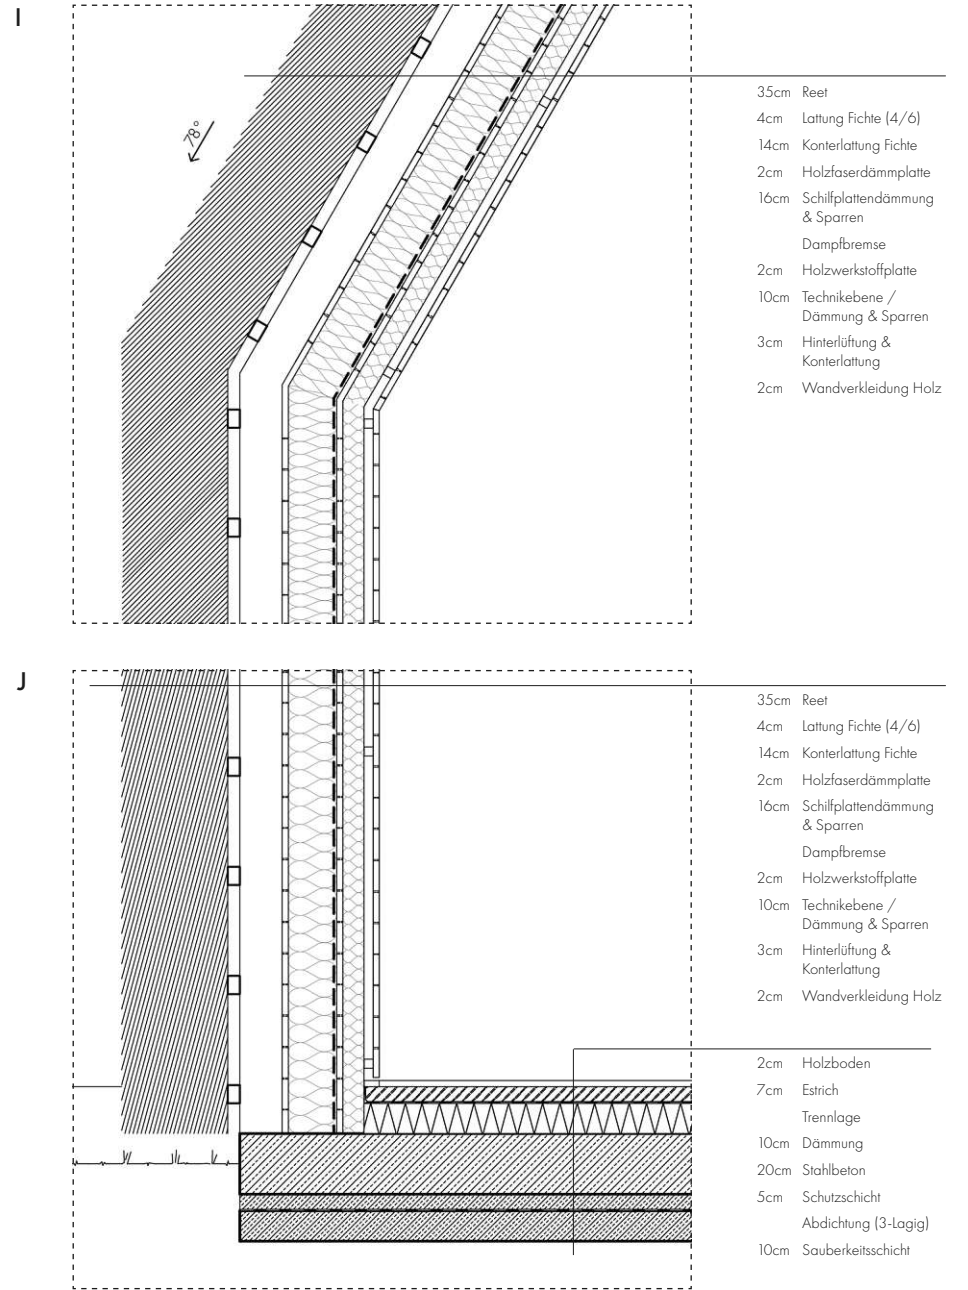 I
78°
35cm Reet
4cm Lattung Fichte (4/6)
14cm Konterlattung Fichte
2cm Holzfaserdämmplatte
16cm Schilfplattendämmung
& Sparren
Dampfbremse
2cm Holzwerkstoffplatte
10cm Technikebene /
Dämmung & Sparren
3cm Hinterlüftung &
Konterlattung
2cm Wandverkleidung Holz
J
35cm Reet
4cm Lattung Fichte (4/6)
14cm Konterlattung Fichte
2cm Holzfaserdämmplatte
16cm Schilfplattendämmung
& Sparren
Dampfbremse
2cm Holzwerkstoffplatte
10cm Technikebene /
Dämmung & Sparren
3cm Hinterlüftung &
Konterlattung
2cm Wandverkleidung Holz
2cm Holzboden
7cm Estrich
Trennlage
10cm Dämmung
20cm Stahlbeton
5cm Schutzschicht
Abdichtung (3-Lagig)
10cm Sauberkeitsschicht